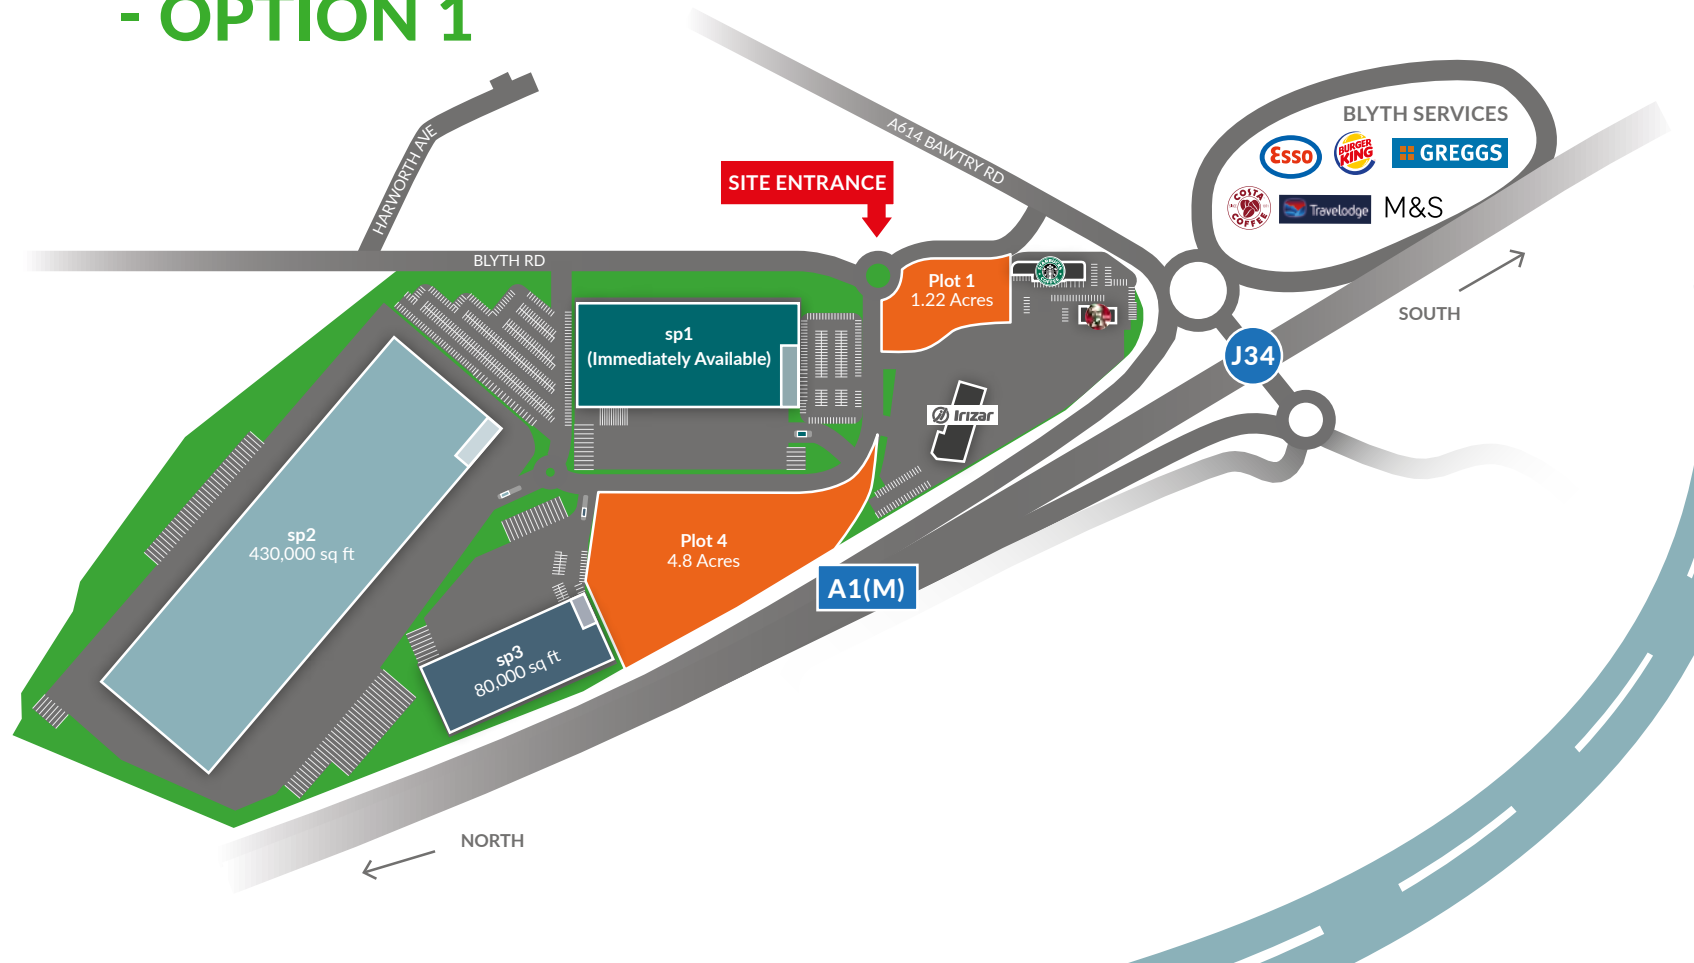 - OPTION 1
HARWORTH AVE
A614 BAWTRY RD
BLYTH SERVICES
Esso
BURGER
KING
GREGGS
COSTA
COFFEE
Travelodge
M&S
SITE ENTRANCE
BLYTH RD
SOUTH
Plot 1
1.22 Acres
sp1
(Immediately Available)
J34
Irizar
sp2
430,000 sq ft
Plot 4
4.8 Acres
A1(M)
sp3
80,000 sq ft
NORTH